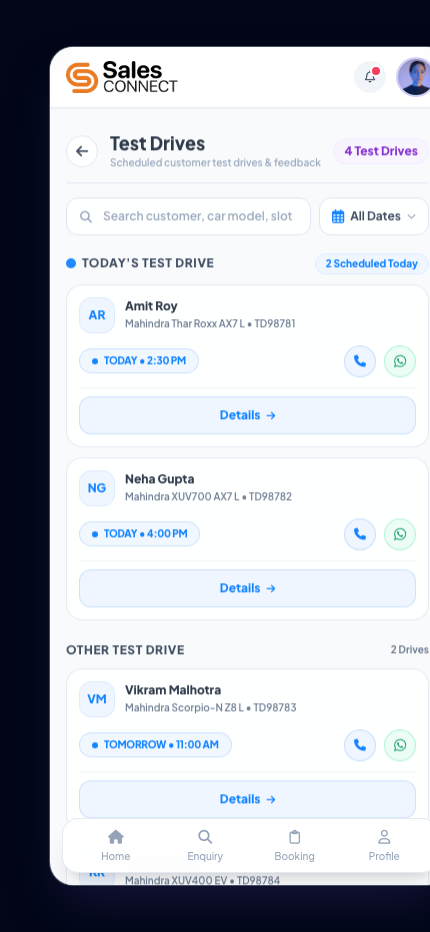 Sales
CONNECT
Test Drives
Scheduled customer test drives & feedback
4 Test Drives
Search customer, car model, slot
All Dates
TODAY'S TEST DRIVE
2 Scheduled Today
AR
Amit Roy
Mahindra Thar Roxx AX7 L • TD98781
TODAY • 2:30 PM
Details →
NG
Neha Gupta
Mahindra XUV700 AX7 L • TD98782
TODAY • 4:00 PM
Details →
OTHER TEST DRIVE
2 Drives
VM
Vikram Malhotra
Mahindra Scorpio-N Z8 L • TD98783
TOMORROW • 11:00 AM
Details →
Home
Enquiry
Booking
Profile
Mahindra XUV400 EV • TD98784